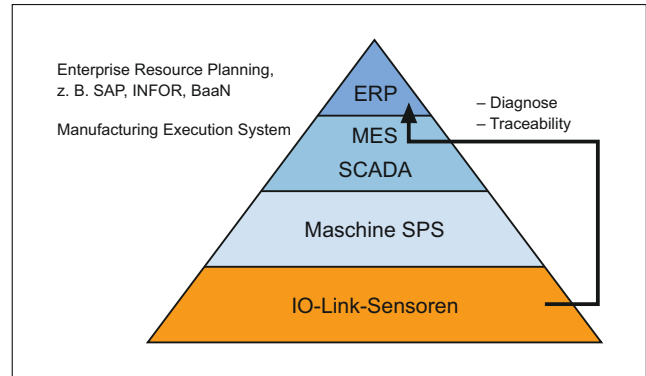 Enterprise Resource Planning,
z. B. SAP, INFOR, BaaN
Manufacturing Execution System
ERP
MES
SCADA
Maschine SPS
IO-Link-Sensoren
– Diagnose
– Traceability